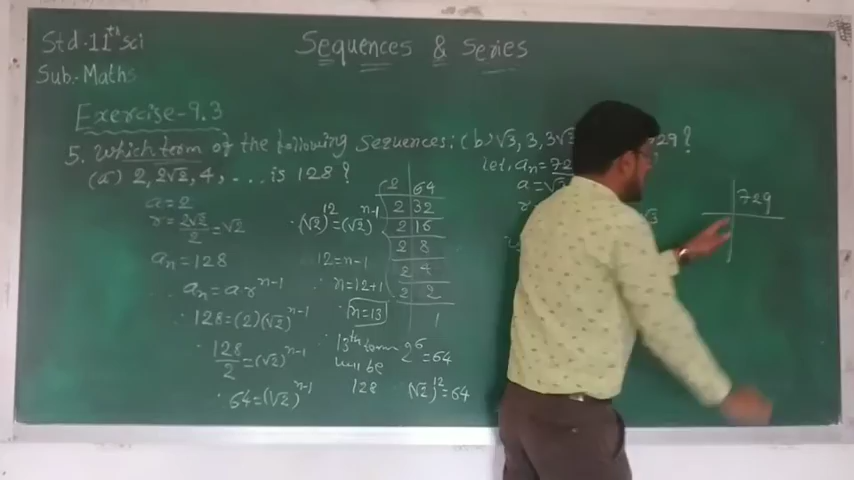 Std-11th sci
Sub.-Maths
Sequences & Series
Exercise-9.3
5. Which term of the following Sequences:
(a) 2, 2√2, 4, ... is 128?
a=2
r=2√2/2=√2
an=128
an=ar^n-1
128=(2)(√2)^n-1
128/2=(√2)^n-1
64=(√2)^n-1
(√2)^12=(√2)^n-1
12=n-1
n=12+1
n=13
13th term
will be
128
2 64
2 32
2 16
2 8
2 4
2 2
1
2^6=64
(√2)^12=64
(b) √3, 3, 3√3
729?
let, an=72
a=√
√3
729